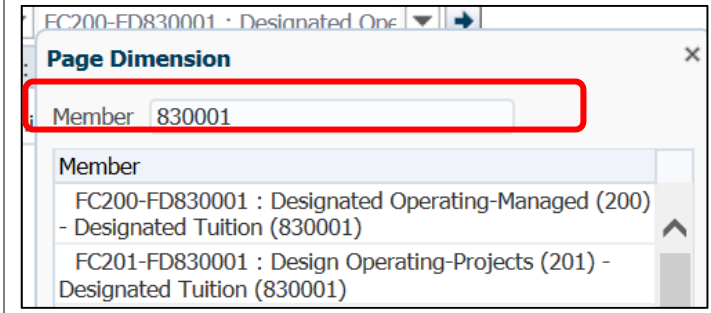 FC200-FD830001 : Designated Ope
Page Dimension
Member 830001
Member
FC200-FD830001 : Designated Operating-Managed (200)
- Designated Tuition (830001)
FC201-FD830001 : Design Operating-Projects (201) -
Designated Tuition (830001)